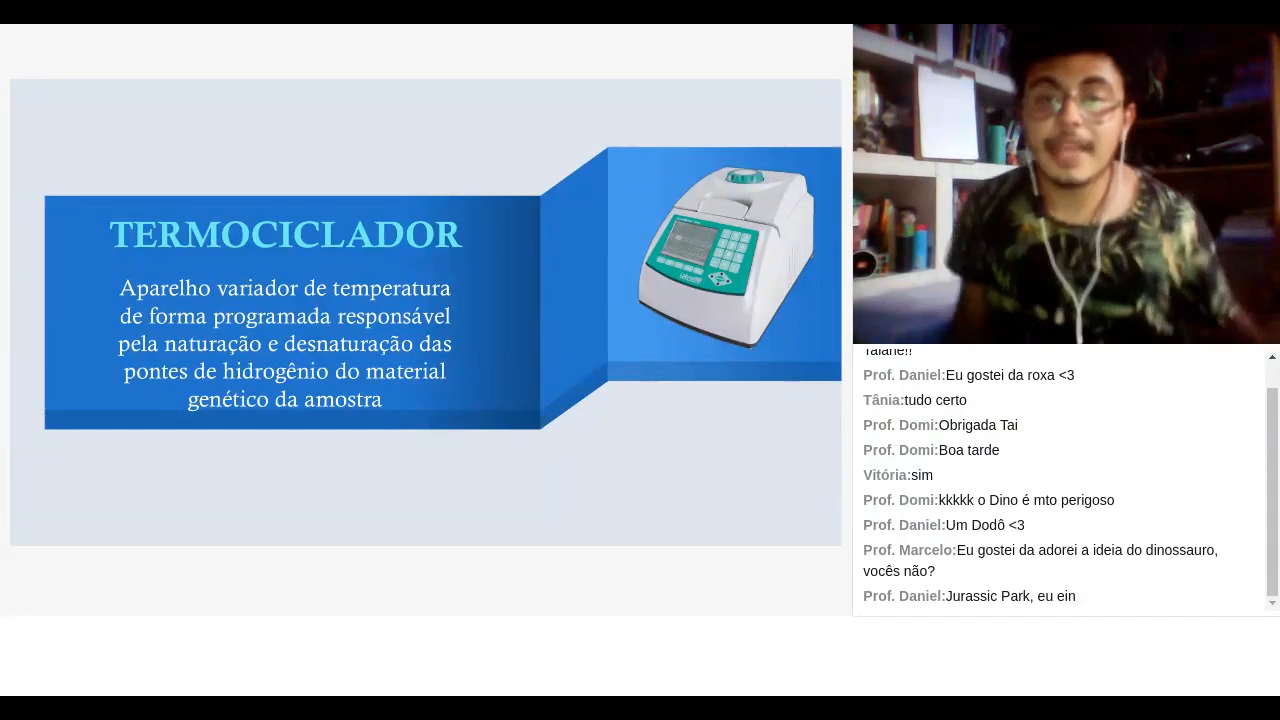 TERMOCICLADOR
Aparelho variador de temperatura
de forma programada responsável
pela naturação e desnaturação das
pontes de hidrogênio do material
genético da amostra
Taiane!!
Prof. Daniel:Eu gostei da roxa <3
Tânia:tudo certo
Prof. Domi:Obrigada Tai
Prof. Domi:Boa tarde
Vitória:sim
Prof. Domi:kkkkk o Dino é mto perigoso
Prof. Daniel:Um Dodô <3
Prof. Marcelo:Eu gostei da adorei a ideia do dinossauro,
vocês não?
Prof. Daniel:Jurassic Park, eu ein